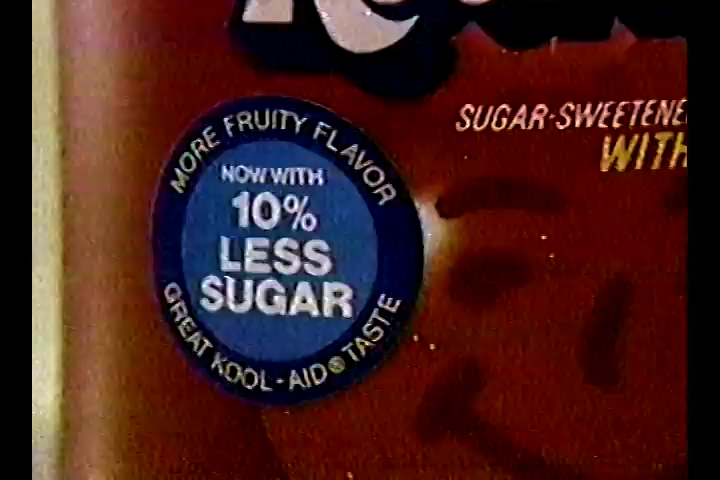 SUGAR-SWEETENE
WITH
MORE FRUITY FLAVOR
NOW WITH
10%
LESS
SUGAR
GREAT KOOL-AID® TASTE